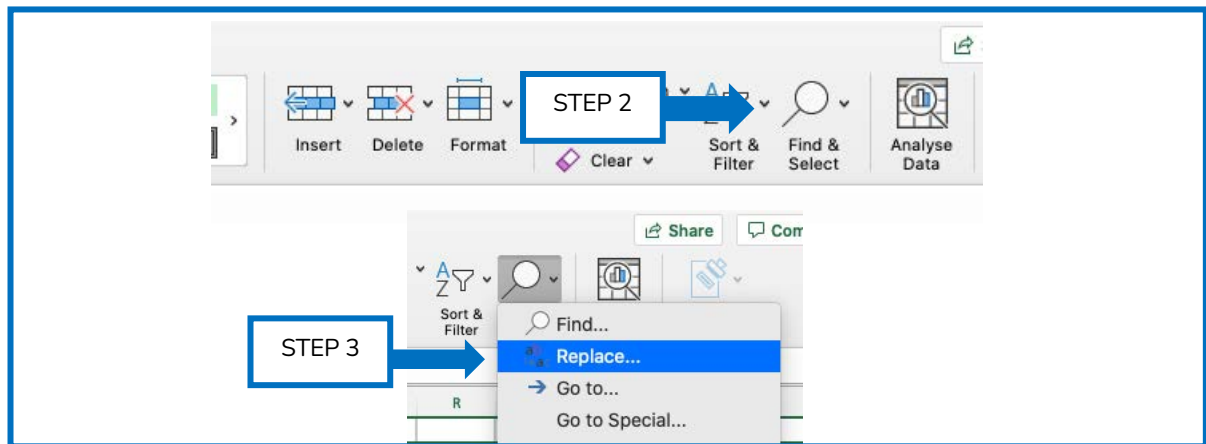 STEP 2
Insert
Delete
Format
Clear
Sort &
Filter
Find &
Select
Analyse
Data
Share
Com
Sort &
Filter
Find...
STEP 3
Replace...
Go to...
R
Go to Special...